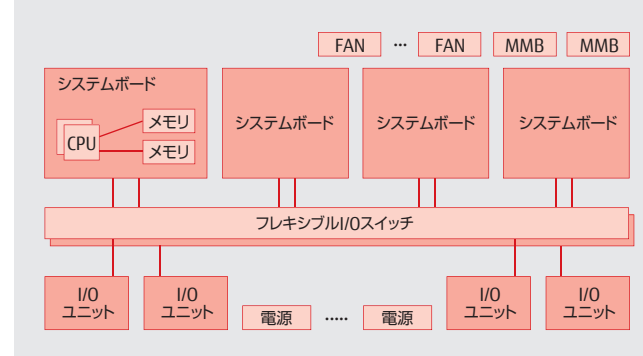 FAN ... FAN MMB MMB
システムボード
CPU
メモリ
メモリ
システムボード
システムボード
システムボード
フレキシブルI/Oスイッチ
I/O
ユニット
I/O
ユニット
電源 ..... 電源
I/O
ユニット
I/O
ユニット